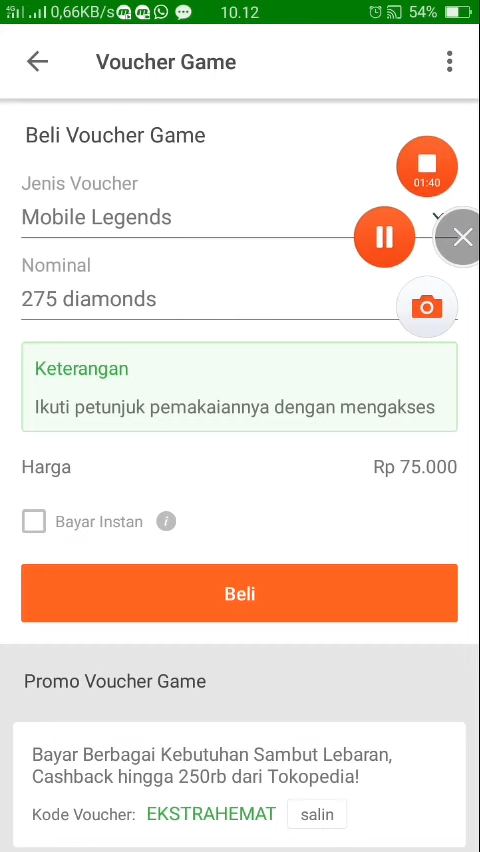 4G 0,66KB/s 10.12 54%
Voucher Game
Beli Voucher Game
Jenis Voucher
01:40
Mobile Legends
Nominal
275 diamonds
Keterangan
Ikuti petunjuk pemakaiannya dengan mengakses
Harga Rp 75.000
Bayar Instan i
Beli
Promo Voucher Game
Bayar Berbagai Kebutuhan Sambut Lebaran,
Cashback hingga 250rb dari Tokopedia!
Kode Voucher: EKSTRAHEMAT salin